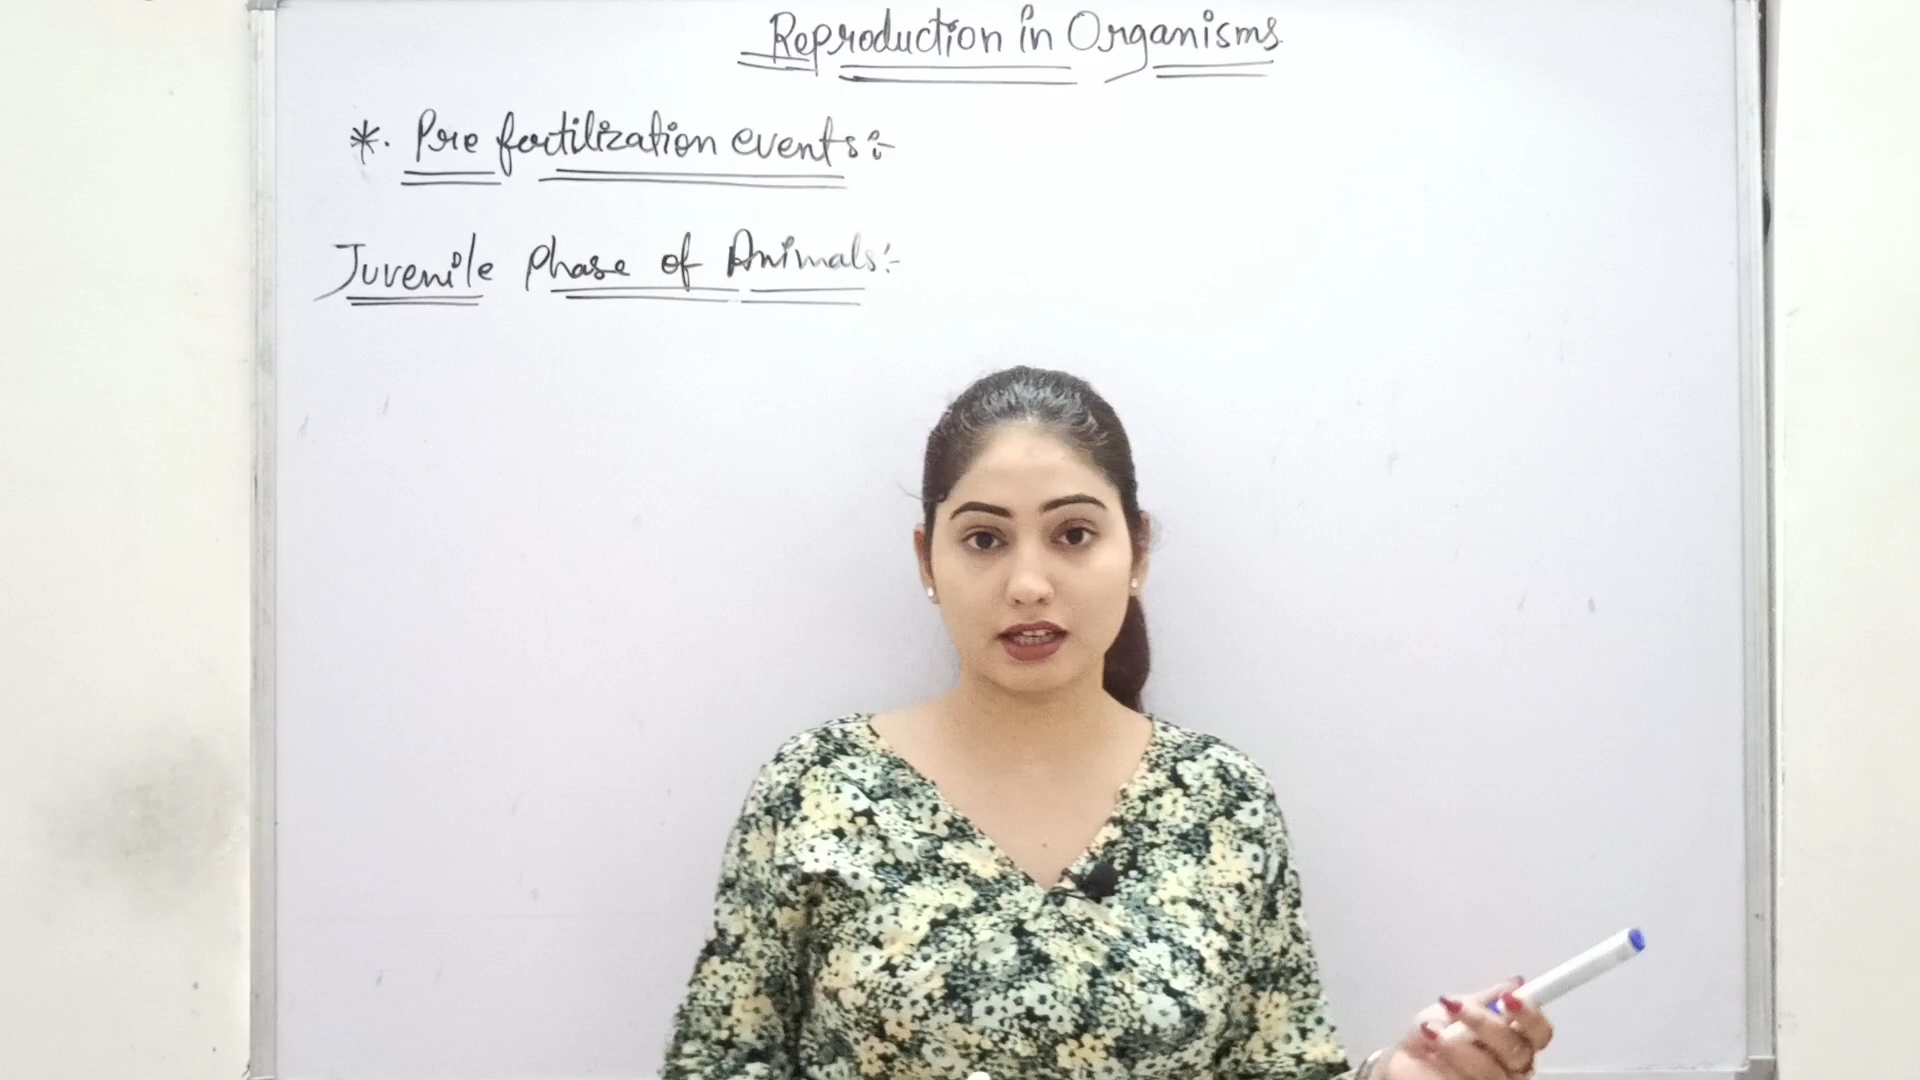 Reproduction in Organisms
*. Pre fertilization events:-
Juvenile Phase of Animals:-